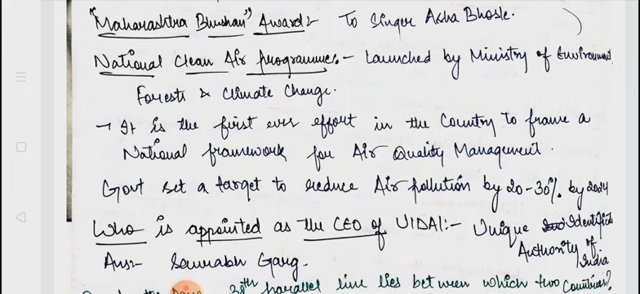 "Maharashtra Bhushan" Award:- To Singer Asha Bhosle.
National Clean Air Programme:- Launched by Ministry of Environment
Forests & Climate Change.
→ It is the first ever effort in the Country to frame a
National framework for Air Quality Management.
Govt set a target to reduce Air pollution by 20-30% by 2024
Who is appointed as the CEO of UIDAI:- Unique Identificat
Authority of
India
Ans- Saurabh Garg.
38th parallel line lies between which two Countries?